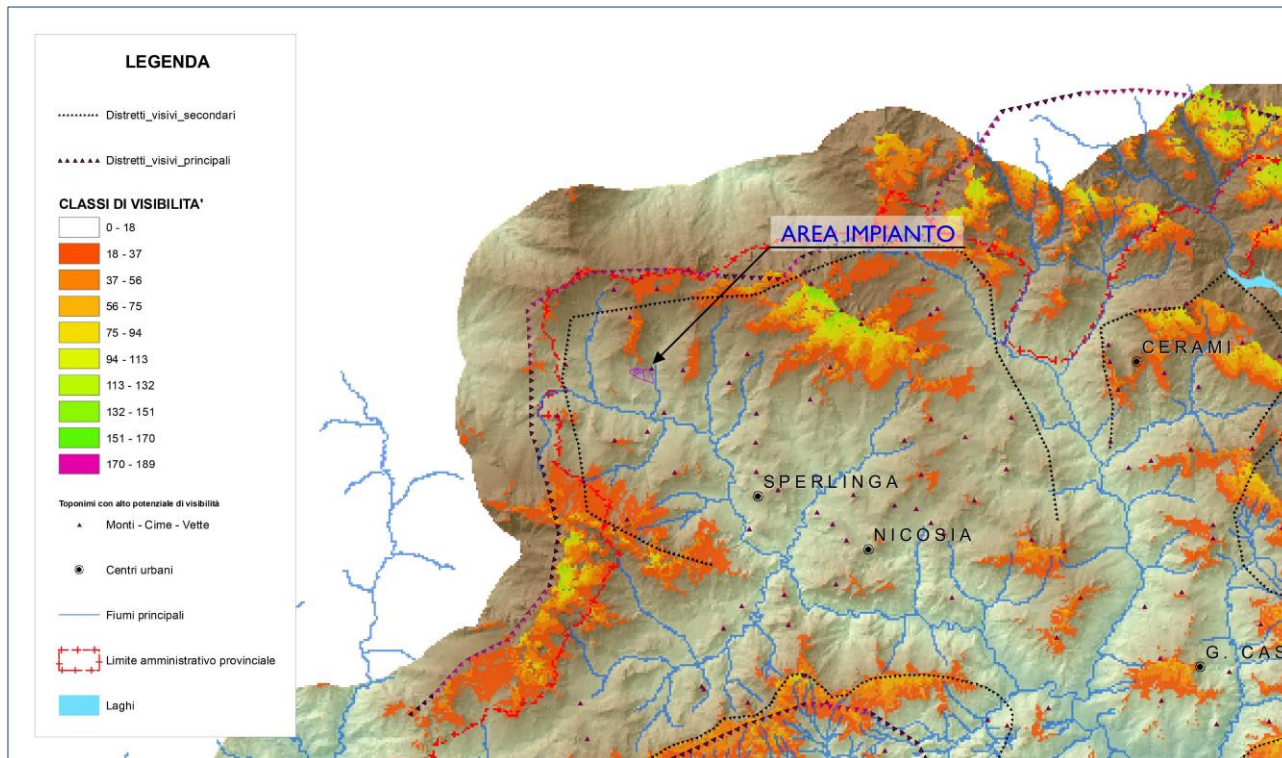 LEGENDA
Distretti_visivi_secondari
Distretti_visivi_principali
CLASSI DI VISIBILITA'
0 - 18
18 - 37
37 - 56
56 - 75
75 - 94
94 - 113
113 - 132
132 - 151
151 - 170
170 - 189
Toponimi con alto potenziale di visibilità
Monti - Cime - Vette
Centri urbani
Fiumi principali
Limite amministrativo provinciale
Laghi
AREA IMPIANTO
CERAMI
SPERLINGA
NICOSIA
G. CAS